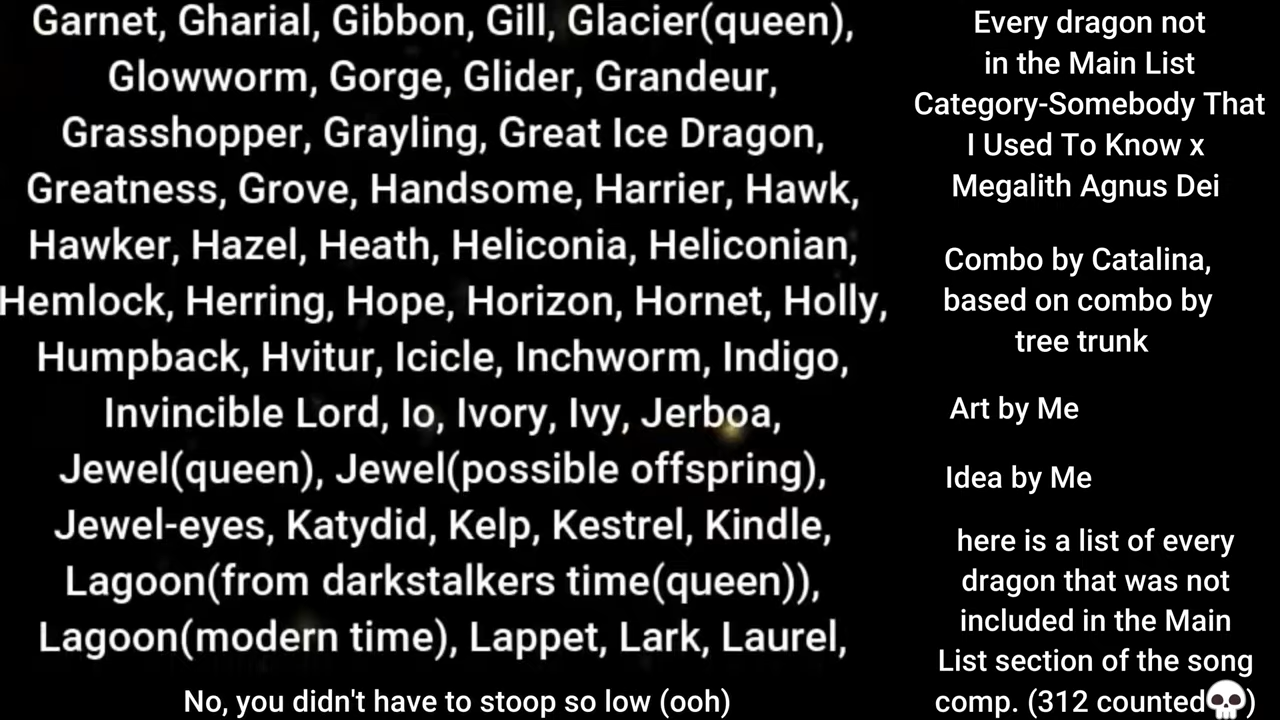 Garnet, Gharial, Gibbon, Gill, Glacier(queen),
Glowworm, Gorge, Glider, Grandeur,
Grasshopper, Grayling, Great Ice Dragon,
Greatness, Grove, Handsome, Harrier, Hawk,
Hawker, Hazel, Heath, Heliconia, Heliconian,
Hemlock, Herring, Hope, Horizon, Hornet, Holly,
Humpback, Hvitur, Icicle, Inchworm, Indigo,
Invincible Lord, Io, Ivory, Ivy, Jerboa,
Jewel(queen), Jewel(possible offspring),
Jewel-eyes, Katydid, Kelp, Kestrel, Kindle,
Lagoon(from darkstalkers time(queen)),
Lagoon(modern time), Lappet, Lark, Laurel,
No, you didn't have to stoop so low (ooh)
Every dragon not
in the Main List
Category-Somebody That
I Used To Know x
Megalith Agnus Dei
Combo by Catalina,
based on combo by
tree trunk
Art by Me
Idea by Me
here is a list of every
dragon that was not
included in the Main
List section of the song
comp. (312 counted💀)